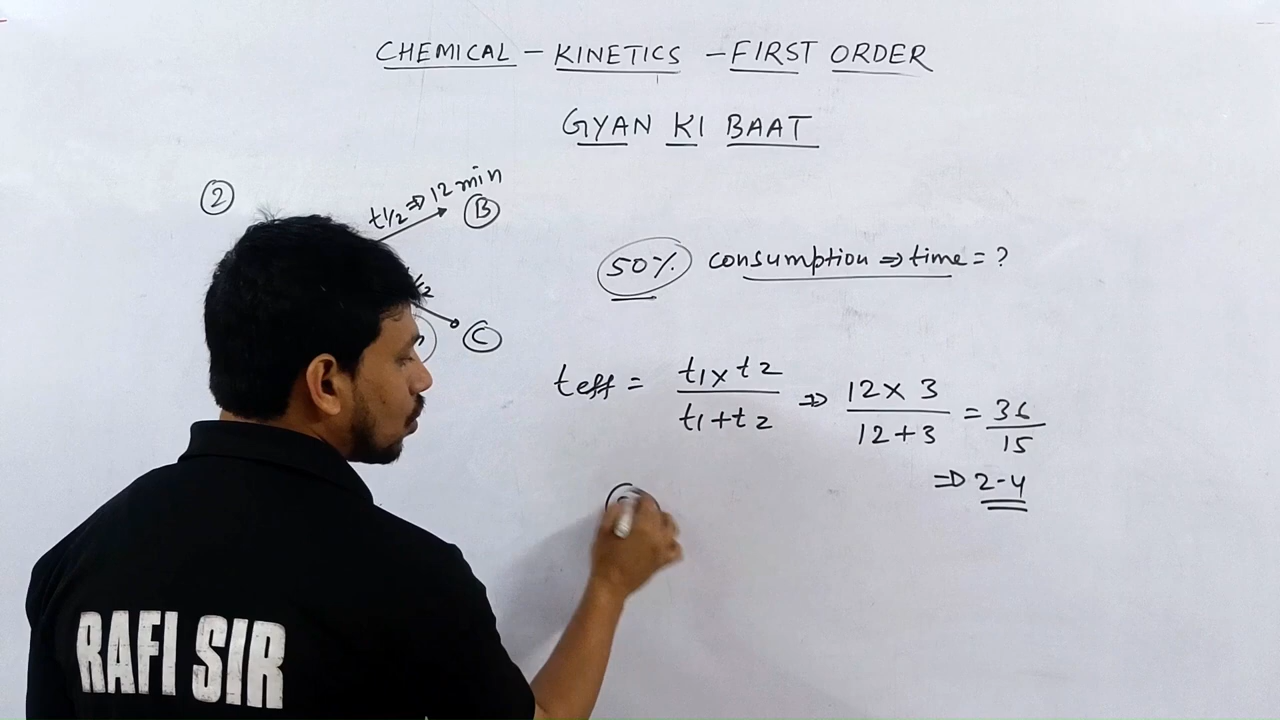 CHEMICAL - KINETICS - FIRST ORDER
GYAN KI BAAT
2
t1/2 ⇒ 12 min
B
50% consumption ⇒ time = ?
C
teff = t1 x t2 / t1 + t2 ⇒ 12 x 3 / 12 + 3 = 36 / 15
⇒ 2-4
RAFI SIR